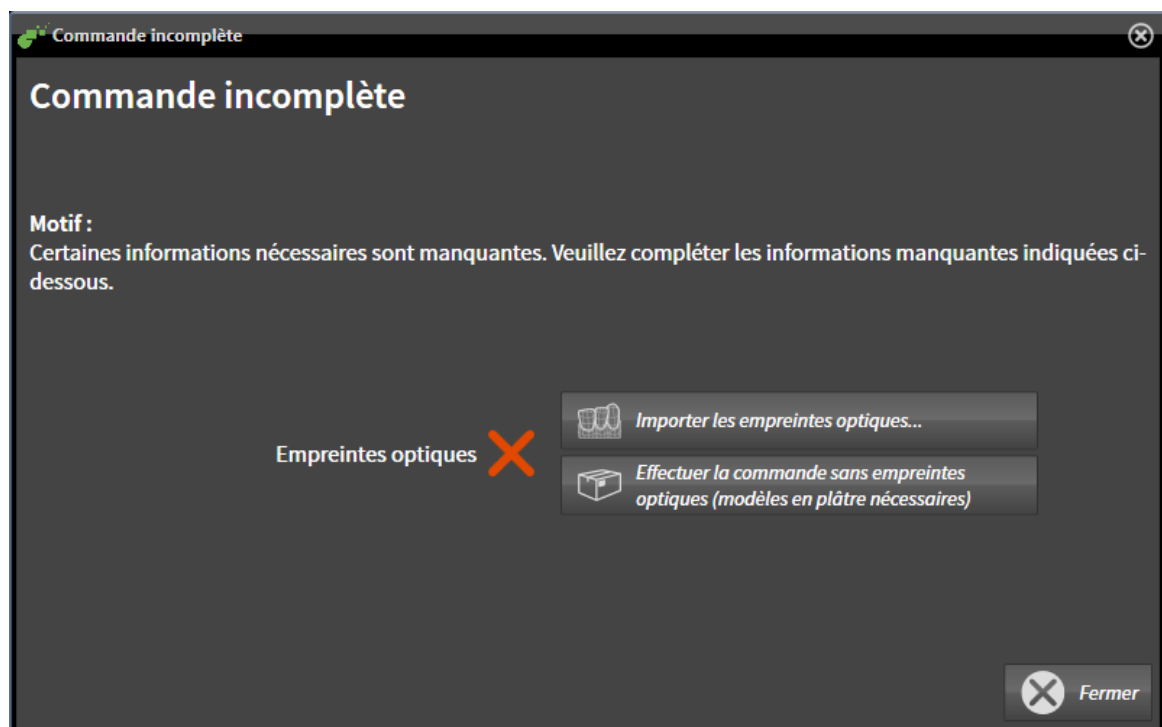 Commande incomplète
Commande incomplète
Motif :
Certaines informations nécessaires sont manquantes. Veuillez compléter les informations manquantes indiquées ci-
dessous.
Importer les empreintes optiques...
Empreintes optiques
Effectuer la commande sans empreintes
optiques (modèles en plâtre nécessaires)
Fermer